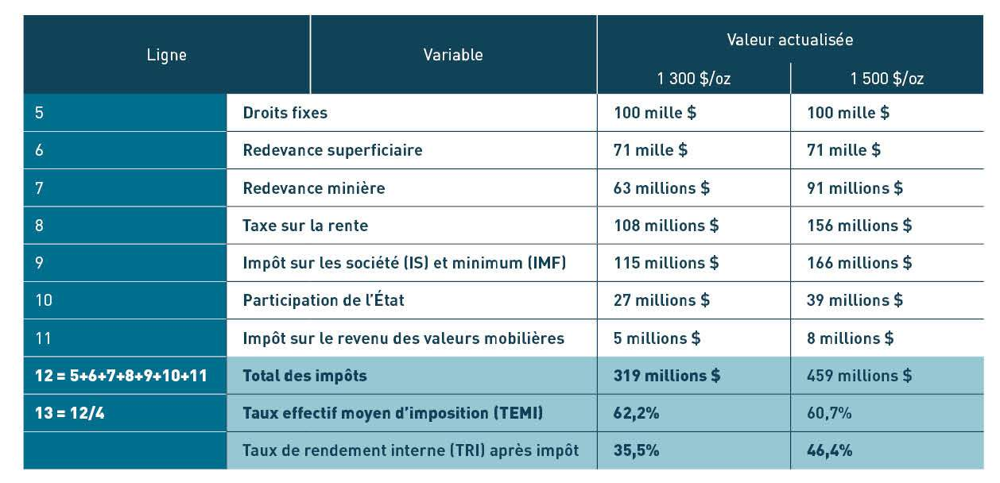 Ligne Variable Valeur actualisée
1 300 $/oz 1 500 $/oz
5 Droits fixes 100 mille $ 100 mille $
6 Redevance superficiaire 71 mille $ 71 mille $
7 Redevance minière 63 millions $ 91 millions $
8 Taxe sur la rente 108 millions $ 156 millions $
9 Impôt sur les société (IS) et minimum (IMF) 115 millions $ 166 millions $
10 Participation de l’État 27 millions $ 39 millions $
11 Impôt sur le revenu des valeurs mobilières 5 millions $ 8 millions $
12 = 5+6+7+8+9+10+11 Total des impôts 319 millions $ 459 millions $
13 = 12/4 Taux effectif moyen d’imposition (TEMI) 62,2% 60,7%
Taux de rendement interne (TRI) après impôt 35,5% 46,4%